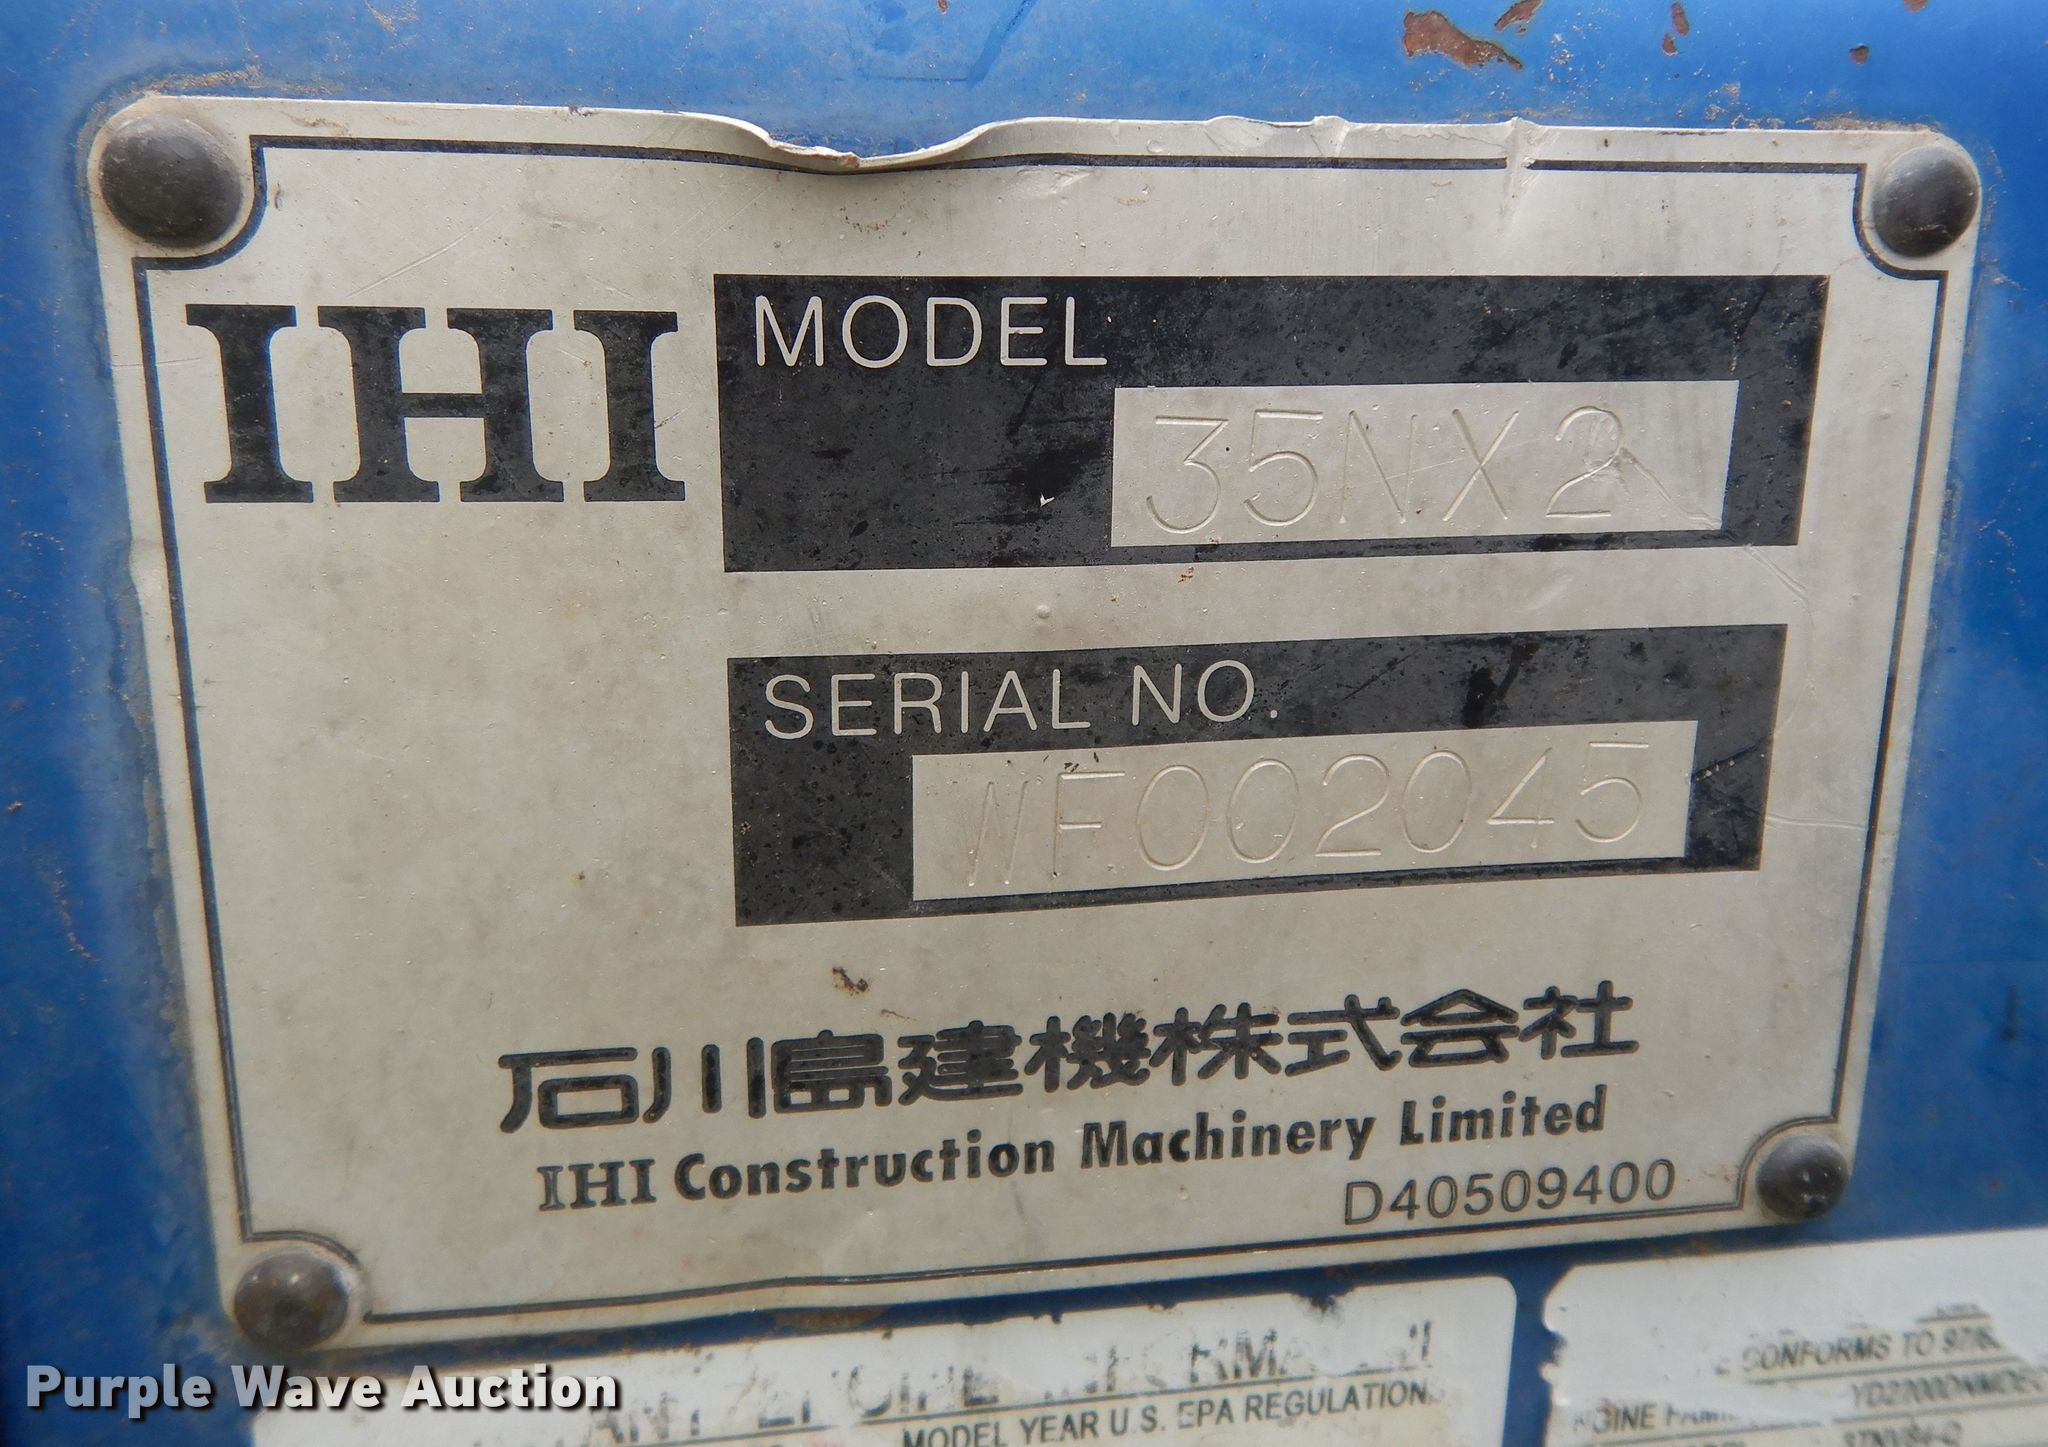 IHI
MODEL
35NX2
SERIAL NO.
WF002045
石川島建機株式会社
IHI Construction Machinery Limited
D40509400
MODEL YEAR U.S. EPA REGULATION
CONFORMS TO
Purple Wave Auction